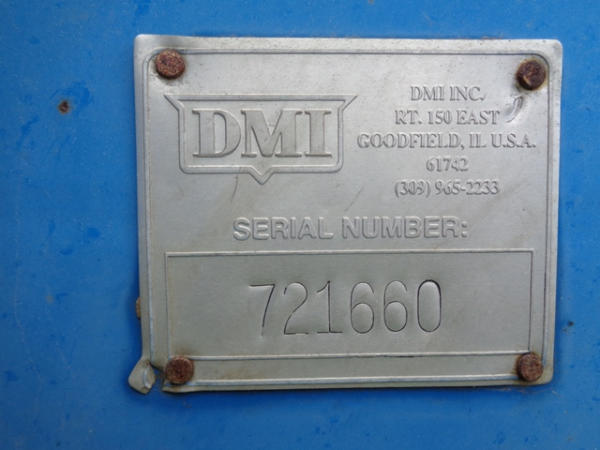 DMI
DMI INC.
RT. 150 EAST
GOODFIELD, IL U.S.A.
61742
(309) 965-2233
SERIAL NUMBER:
721660